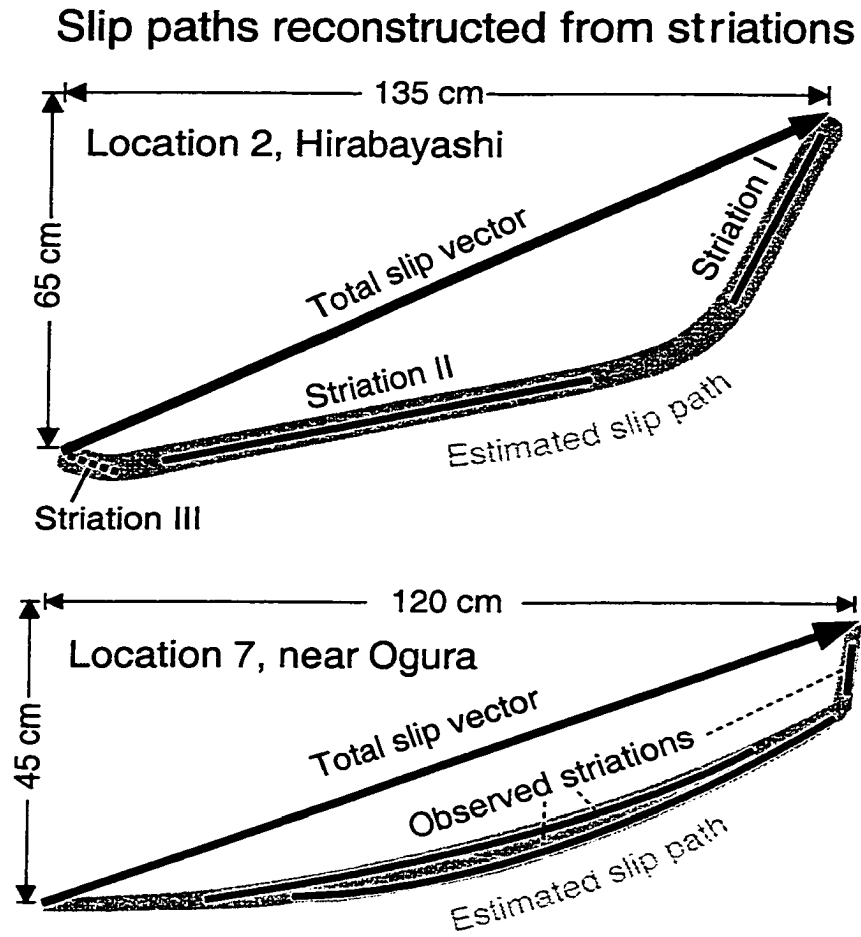 Slip paths reconstructed from striations
135 cm
Location 2, Hirabayashi
65 cm
Total slip vector
Striation I
Striation II
Estimated slip path
Striation III
120 cm
Location 7, near Ogura
45 cm
Total slip vector
Observed striations
Estimated slip path